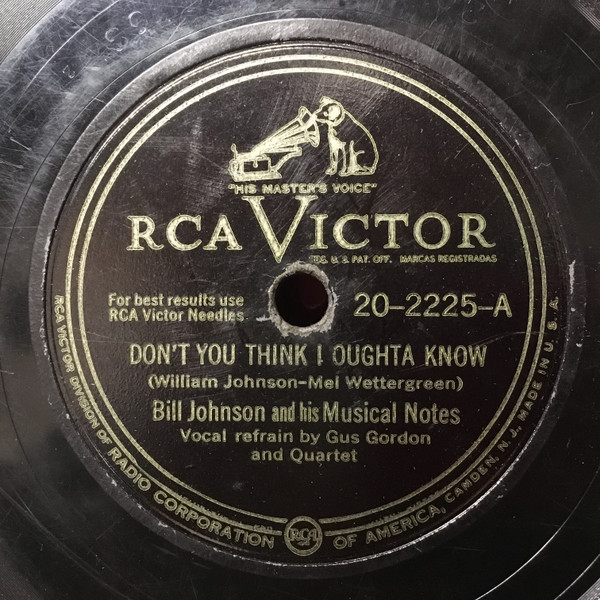 "HIS MASTER'S VOICE"
RCA VICTOR
U. S. PAT. OFF. MARCAS REGISTRADAS
For best results use
RCA Victor Needles
20-2225-A
DON'T YOU THINK I OUGHTA KNOW
(William Johnson-Mel Wettergreen)
Bill Johnson and his Musical Notes
Vocal refrain by Gus Gordon
and Quartet
RCA VICTOR DIVISION OF RADIO CORPORATION OF AMERICA, CAMDEN, N. J., MADE IN U. S. A.
RCA